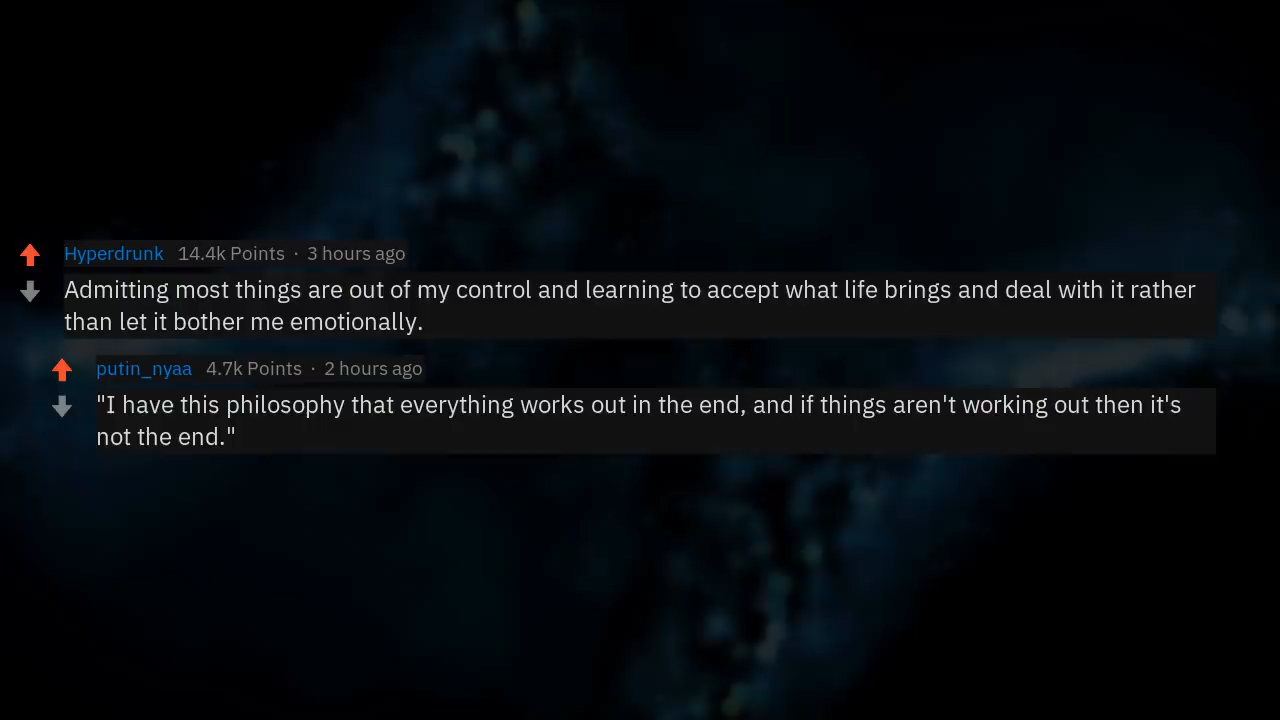 Hyperdrunk 14.4k Points · 3 hours ago
Admitting most things are out of my control and learning to accept what life brings and deal with it rather
than let it bother me emotionally.
putin_nyaa 4.7k Points · 2 hours ago
"I have this philosophy that everything works out in the end, and if things aren't working out then it's
not the end."